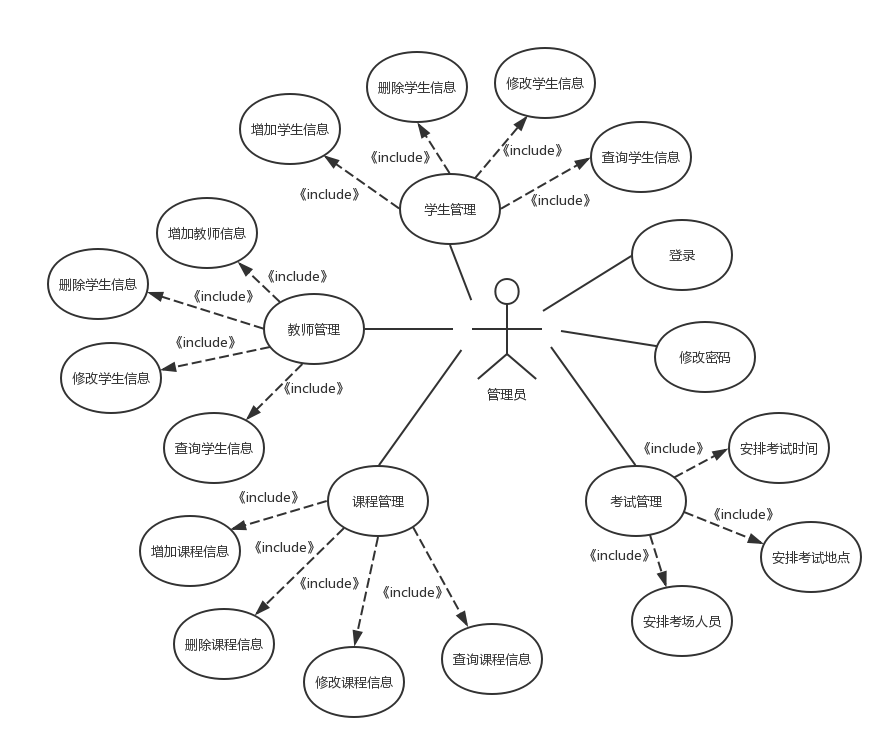 修改学生信息
删除学生信息
增加学生信息
《include》
《include》
查询学生信息
《include》
《include》
学生管理
增加教师信息
登录
《include》
删除学生信息
《include》
教师管理
《include》
修改密码
修改学生信息
《include》
管理员
查询学生信息
《include》
安排考试时间
《include》
课程管理
考试管理
《include》
增加课程信息
《include》
《include》
安排考试地点
《include》
《include》
安排考场人员
删除课程信息
查询课程信息
修改课程信息